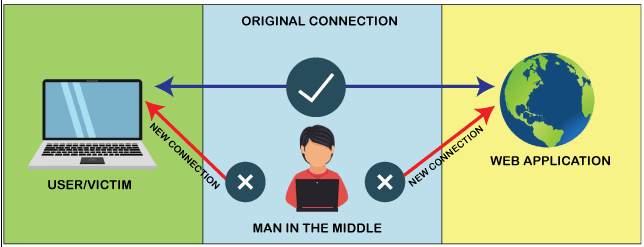 ORIGINAL CONNECTION
NEW CONNECTION
NEW CONNECTION
USER/VICTIM
MAN IN THE MIDDLE
WEB APPLICATION